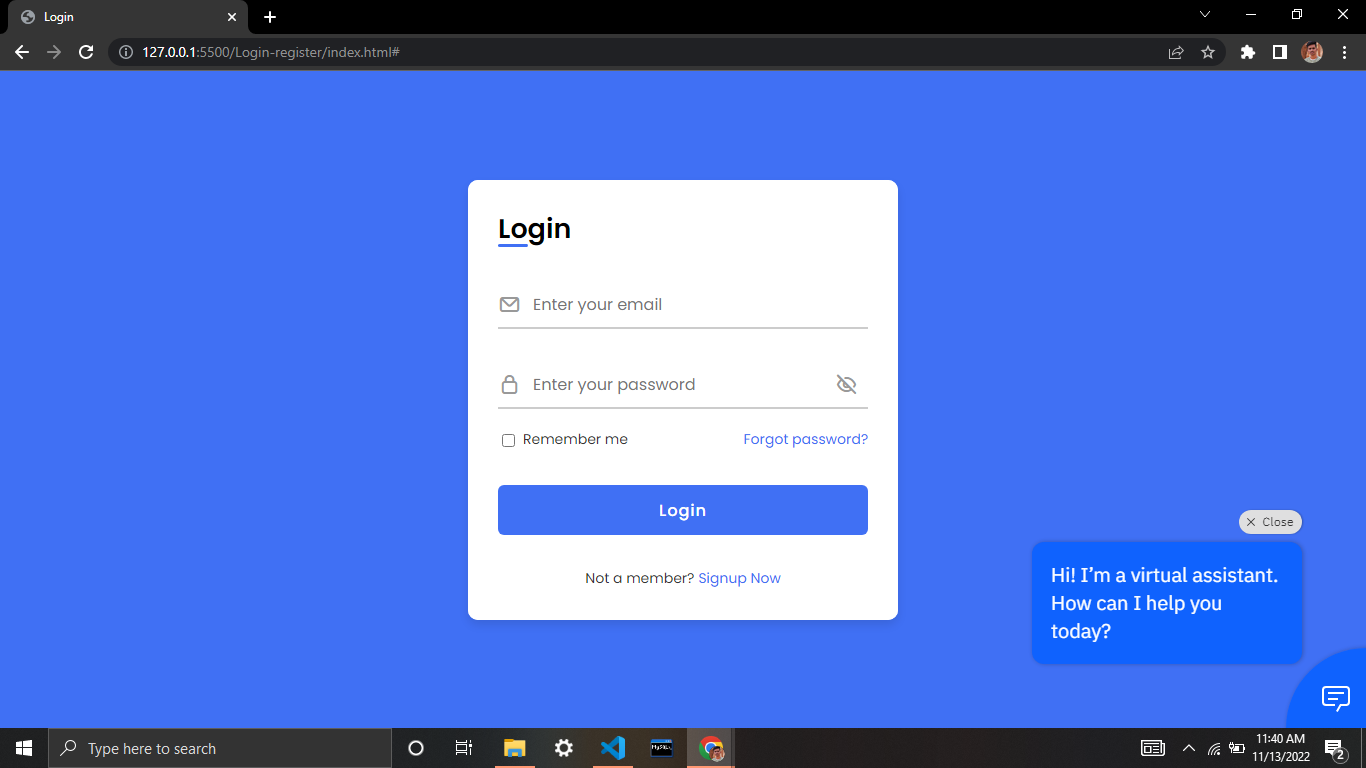 Login
127.0.0.1:5500/Login-register/index.html#
Login
Enter your email
Enter your password
Remember me
Forgot password?
Login
Not a member? Signup Now
Close
Hi! I’m a virtual assistant.
How can I help you
today?
Type here to search
MySQL
11:40 AM
11/13/2022
2